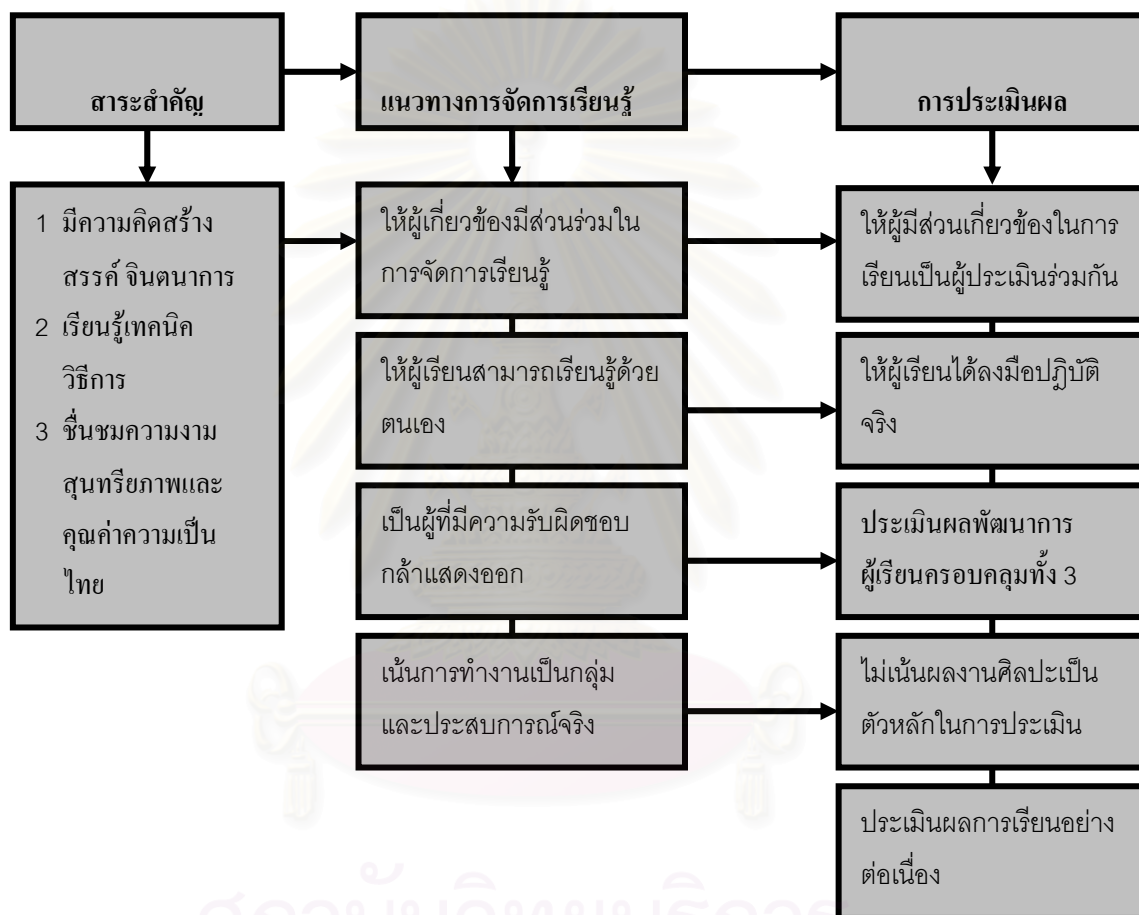 สาระสำคัญ
แนวทางการจัดการเรียนรู้
การประเมินผล
1 มีความคิดสร้าง
สรรค์ จินตนาการ
2 เรียนรู้เทคนิค
วิธีการ
3 ชื่นชมความงาม
สุนทรียภาพและ
คุณค่าความเป็น
ไทย
ให้ผู้เกี่ยวข้องมีส่วนร่วมใน
การจัดการเรียนรู้
ให้ผู้เรียนสามารถเรียนรู้ด้วย
ตนเอง
เป็นผู้ที่มีความรับผิดชอบ
กล้าแสดงออก
เน้นการทำงานเป็นกลุ่ม
และประสบการณ์จริง
ให้ผู้มีส่วนเกี่ยวข้องในการ
เรียนเป็นผู้ประเมินร่วมกัน
ให้ผู้เรียนได้ลงมือปฏิบัติ
จริง
ประเมินผลพัฒนาการ
ผู้เรียนครอบคลุมทั้ง 3
ไม่เน้นผลงานศิลปะเป็น
ตัวหลักในการประเมิน
ประเมินผลการเรียนอย่าง
ต่อเนื่อง
สถาบันวิทยบริการ